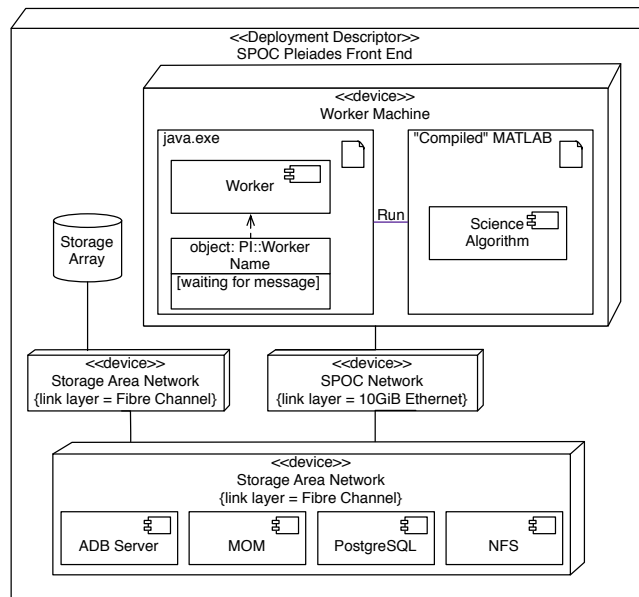 <<Deployment Descriptor>>
SPOC Pleiades Front End
<<device>>
Worker Machine
java.exe
Worker
object: PI::Worker
Name
[waiting for message]
Run
"Compiled" MATLAB
Science
Algorithm
Storage
Array
<<device>>
Storage Area Network
{link layer = Fibre Channel}
<<device>>
SPOC Network
{link layer = 10GiB Ethernet}
<<device>>
Storage Area Network
{link layer = Fibre Channel}
ADB Server
MOM
PostgreSQL
NFS